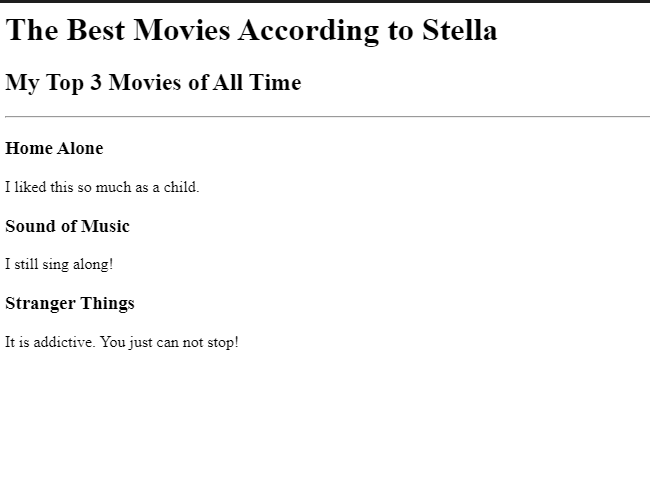 The Best Movies According to Stella
My Top 3 Movies of All Time
Home Alone
I liked this so much as a child.
Sound of Music
I still sing along!
Stranger Things
It is addictive. You just can not stop!